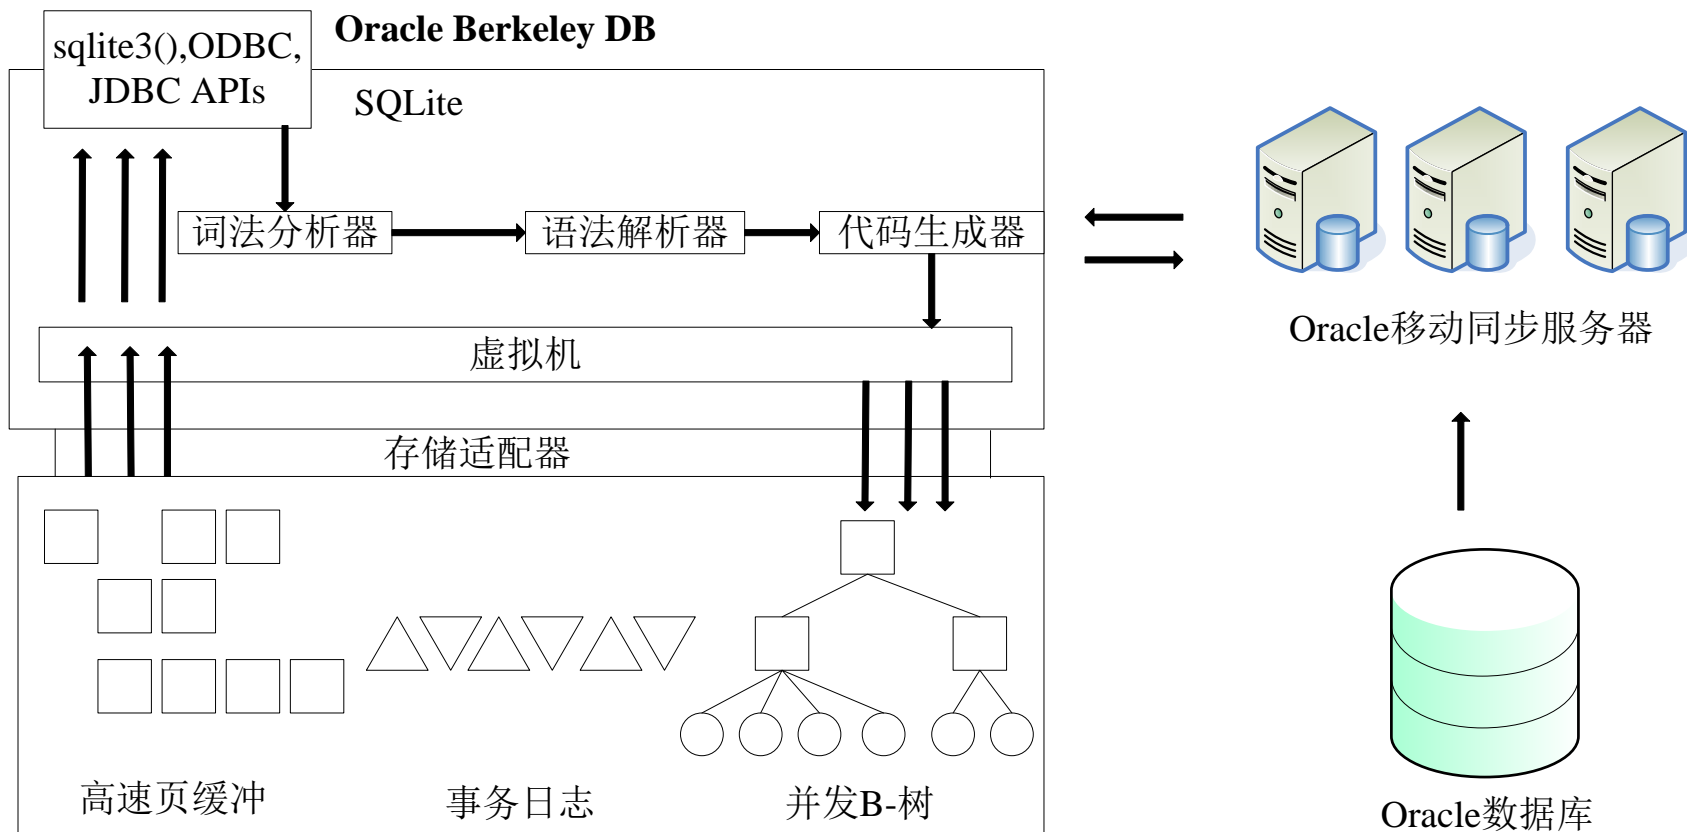 Oracle Berkeley DB
sqlite3(),ODBC,
JDBC APIs
SQLite
词法分析器
语法解析器
代码生成器
虚拟机
存储适配器
高速页缓冲
事务日志
并发B-树
Oracle移动同步服务器
Oracle数据库